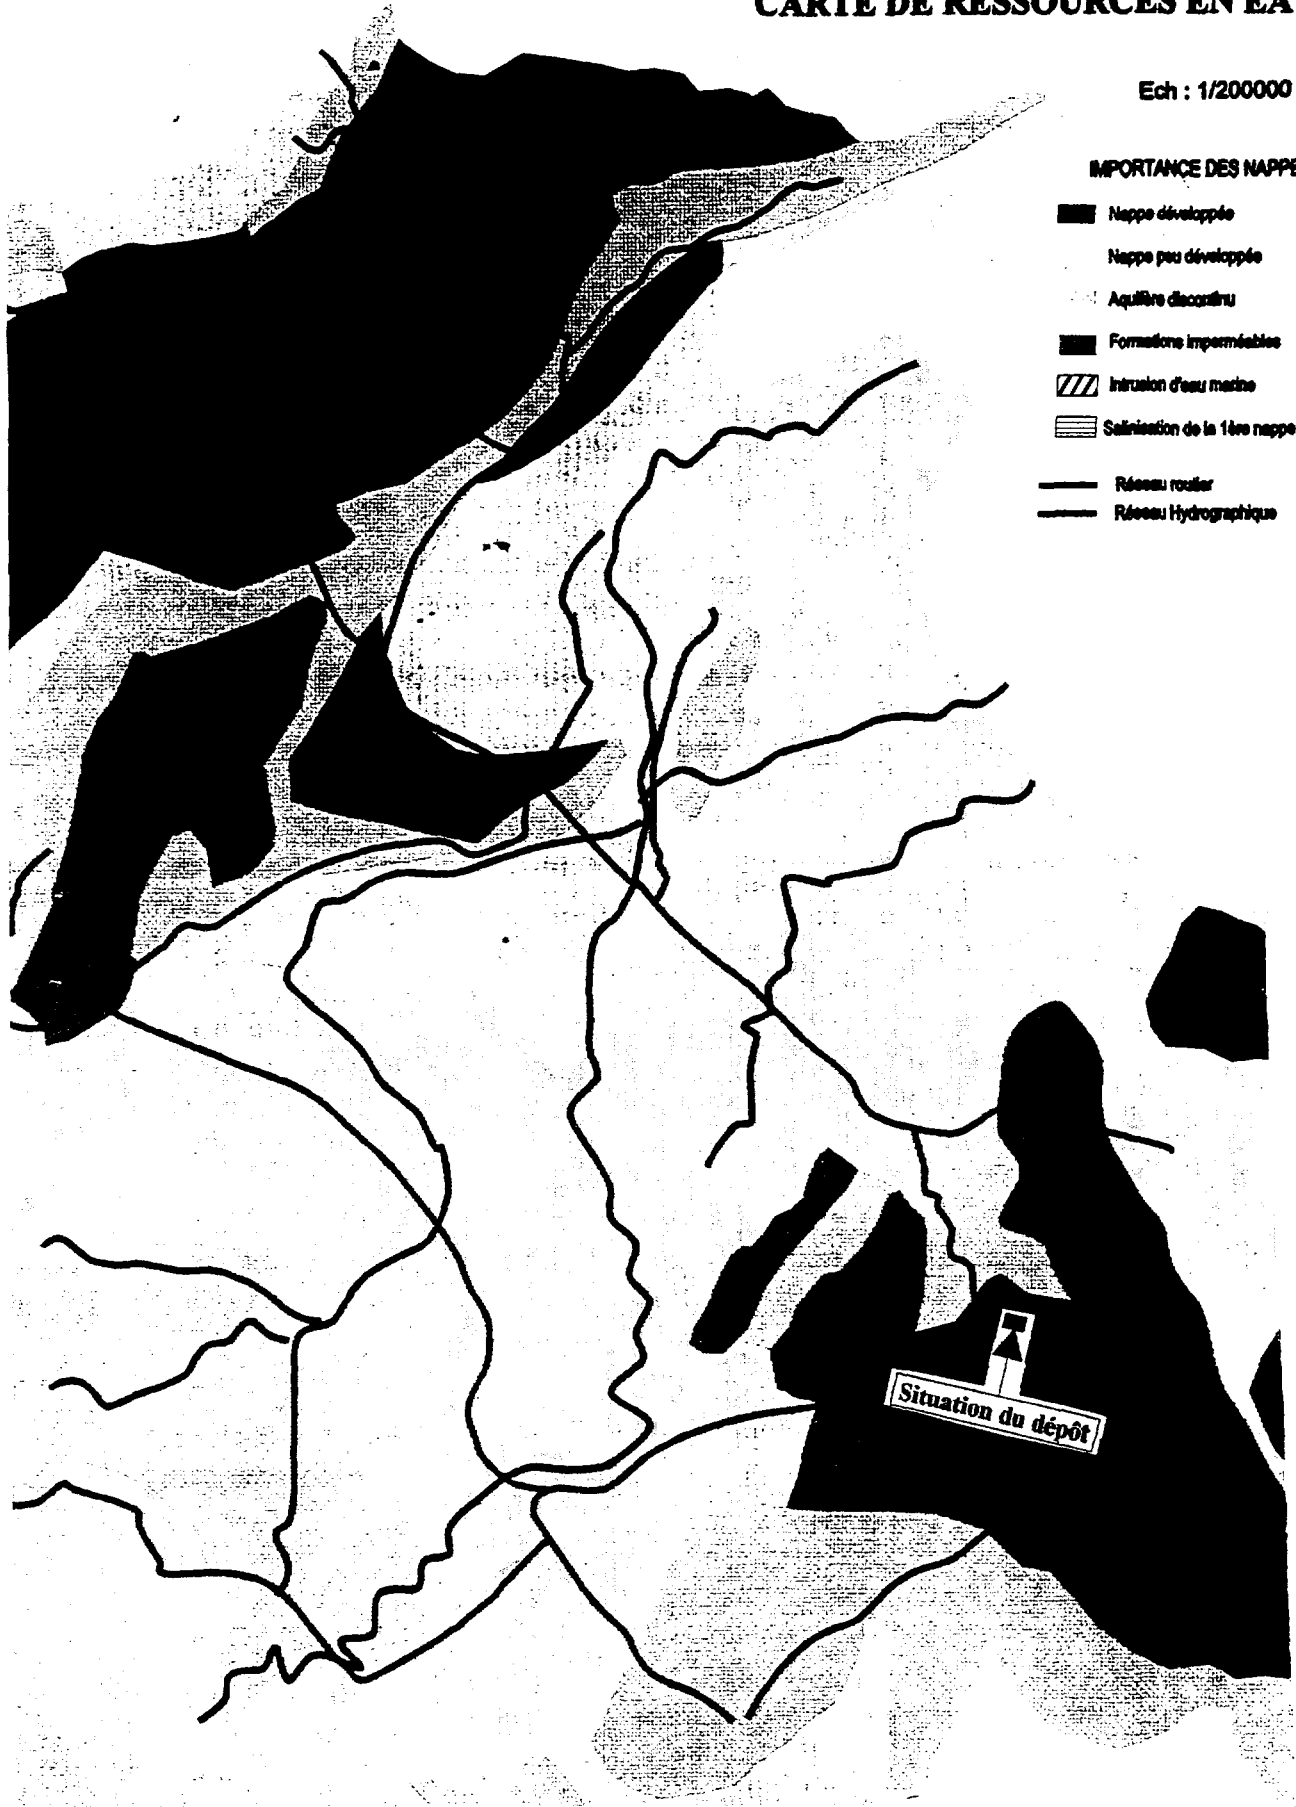 CARTE DE RESSOURCES EN EA
Ech : 1/200000
IMPORTANCE DES NAPPE
Nappe développée
Nappe peu développée
Aquifère discontinu
Formations imperméables
Intrusion d'eau marine
Salinisation de la 1ère nappe
Réseau routier
Réseau Hydrographique
Situation du dépôt